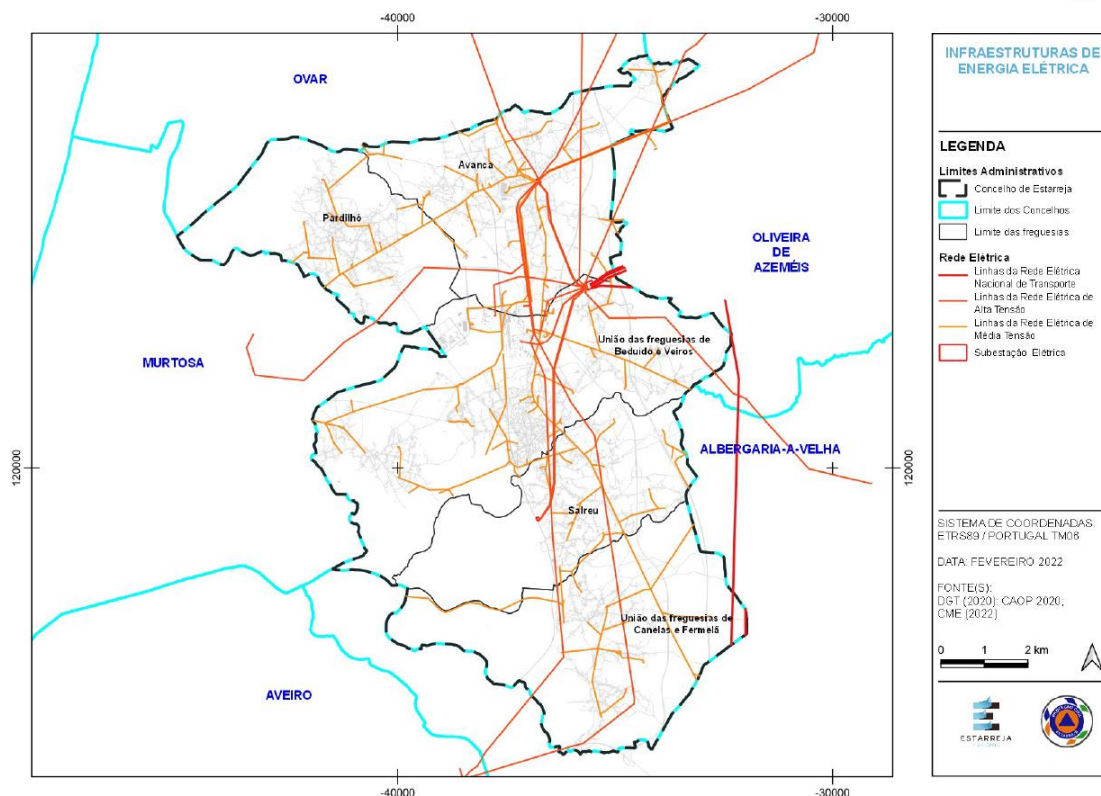 -40000
-30000
OVAR
Avanca
Pardilhó
OLIVEIRA
DE
AZEMÉIS
MURTOSA
União das freguesias de
Beduído e Veiros
ALBERGARIA-A-VELHA
120000
120000
Salreu
União das freguesias de
Canelas e Fermelã
AVEIRO
-40000
-30000
INFRAESTRUTURAS DE
ENERGIA ELÉTRICA
LEGENDA
Limites Administrativos
Concelho de Estarreja
Limite dos Concelhos
Limite das freguesias
Rede Elétrica
Linhas da Rede Elétrica
Nacional de Transporte
Linhas da Rede Elétrica de
Alta Tensão
Linhas da Rede Elétrica de
Média Tensão
Subestação Elétrica
SISTEMA DE COORDENADAS
ETRS89 / PORTUGAL TM06
DATA: FEVEREIRO 2022
FONTE(S):
DGT (2020): CAOP 2020;
CME (2022)
0 1 2 km
ESTARREJA